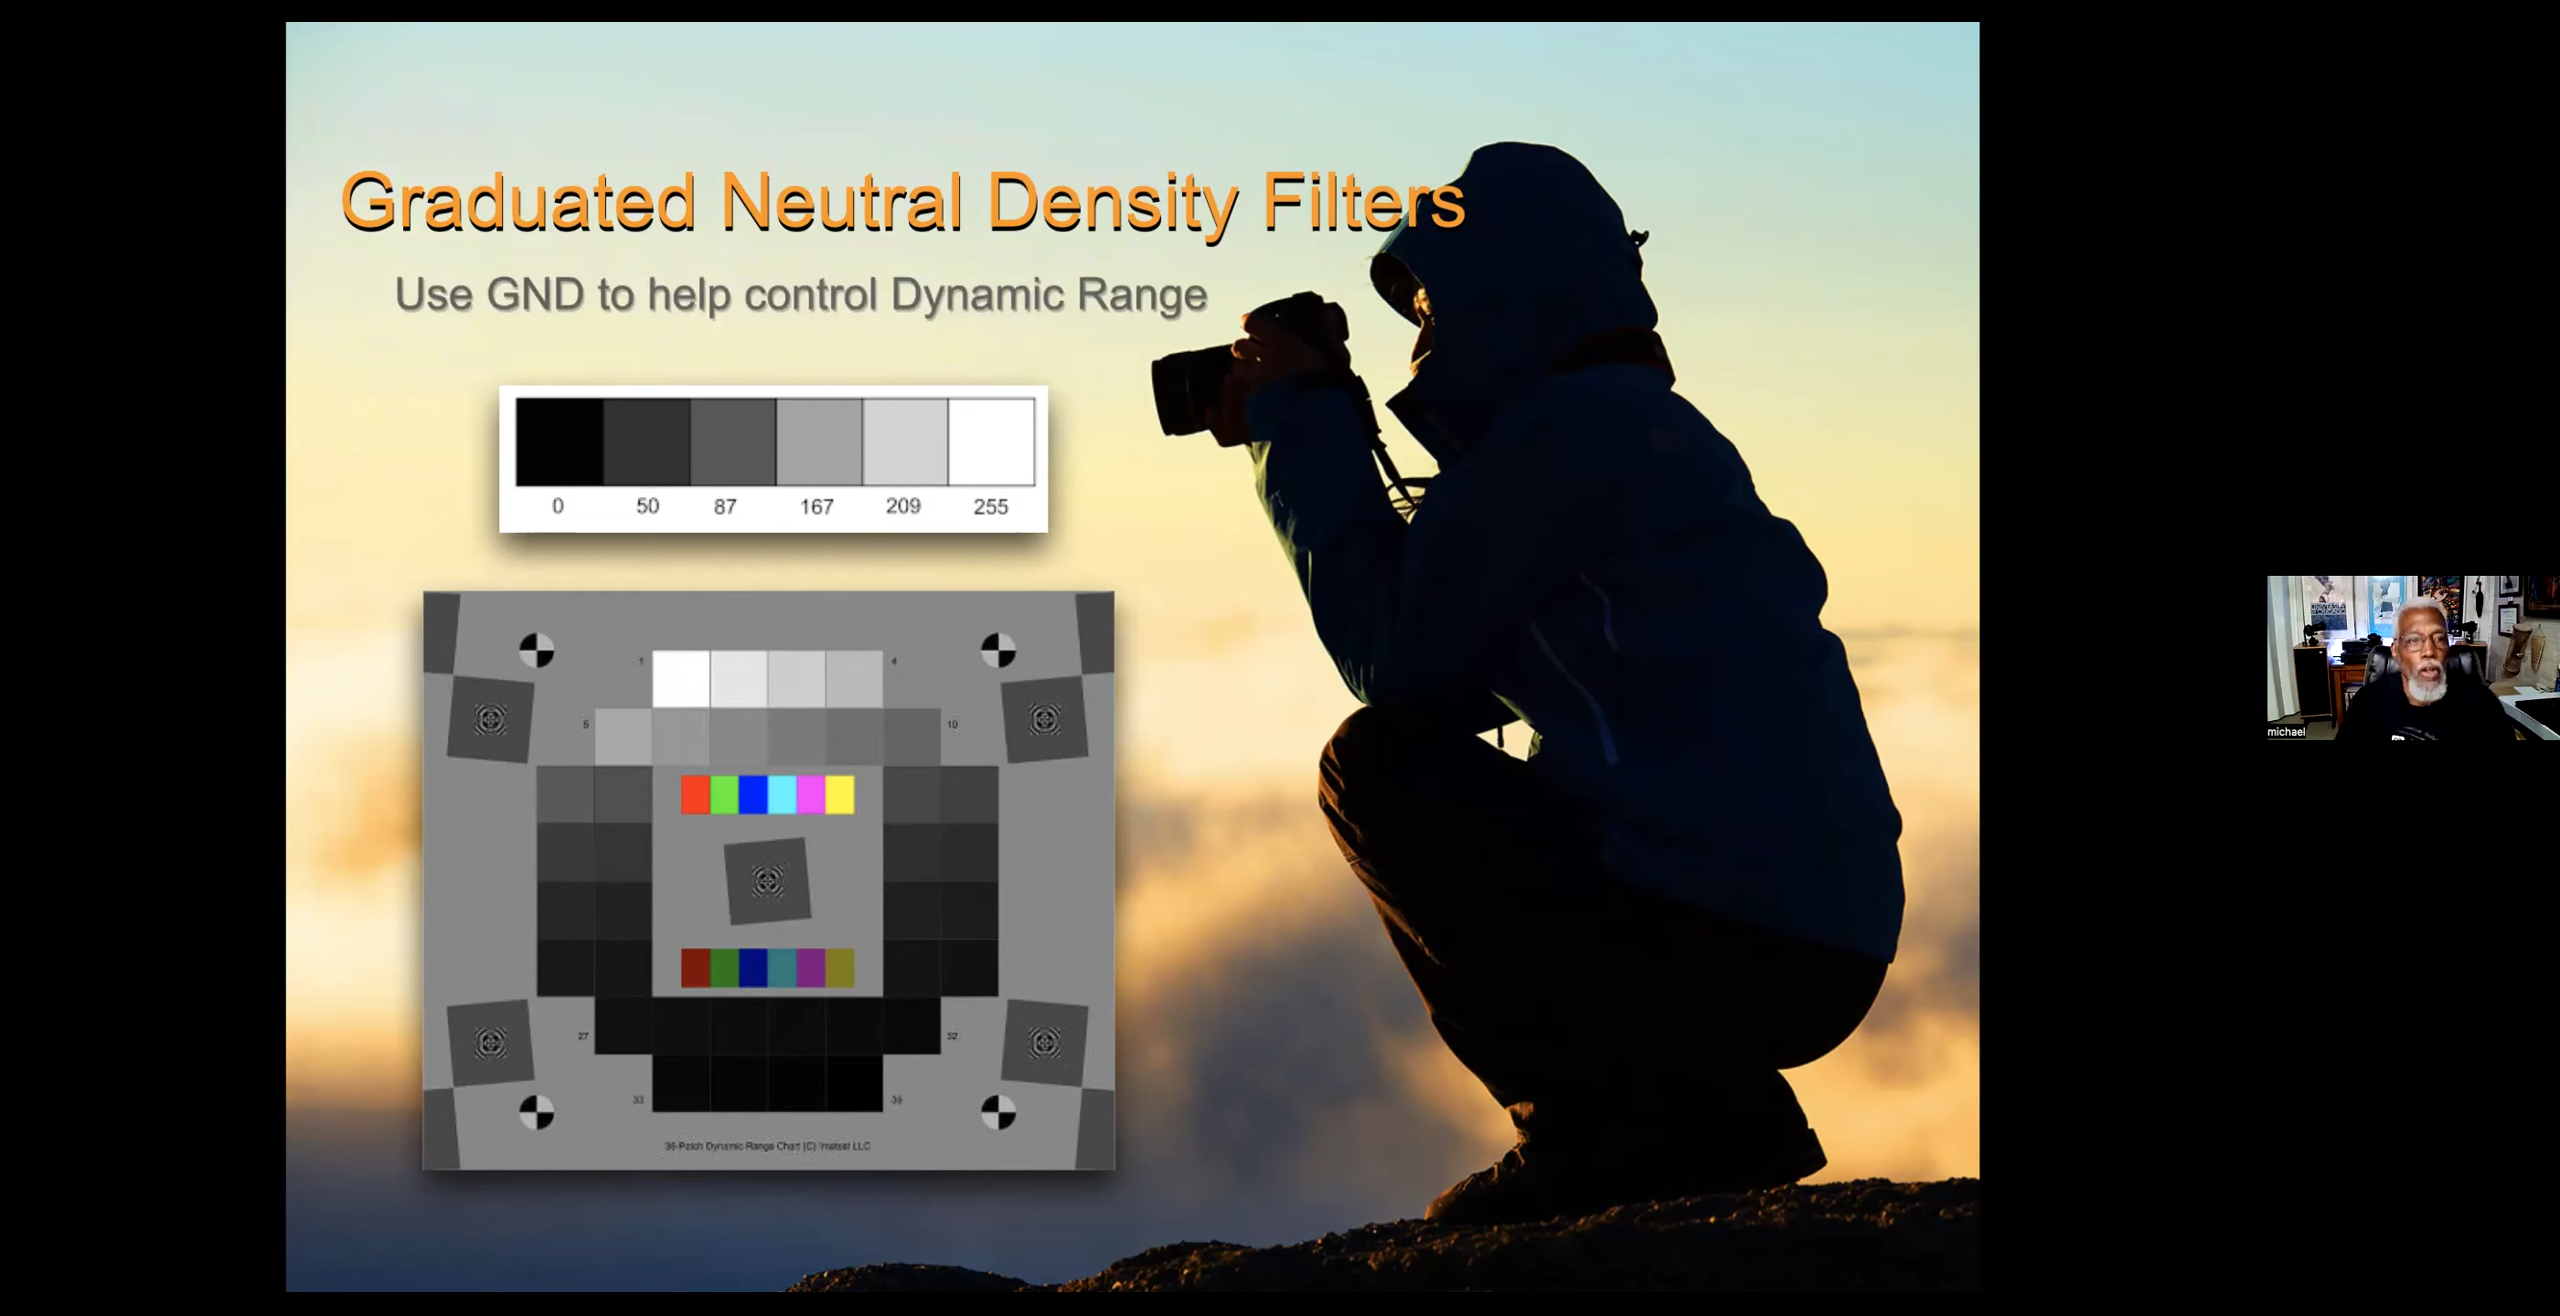 Graduated Neutral Density Filters
Use GND to help control Dynamic Range
0 50 87 167 209 255
1 4
5 10
27 32
33 36
36-Patch Dynamic Range Chart (C) Imatest LLC
michael